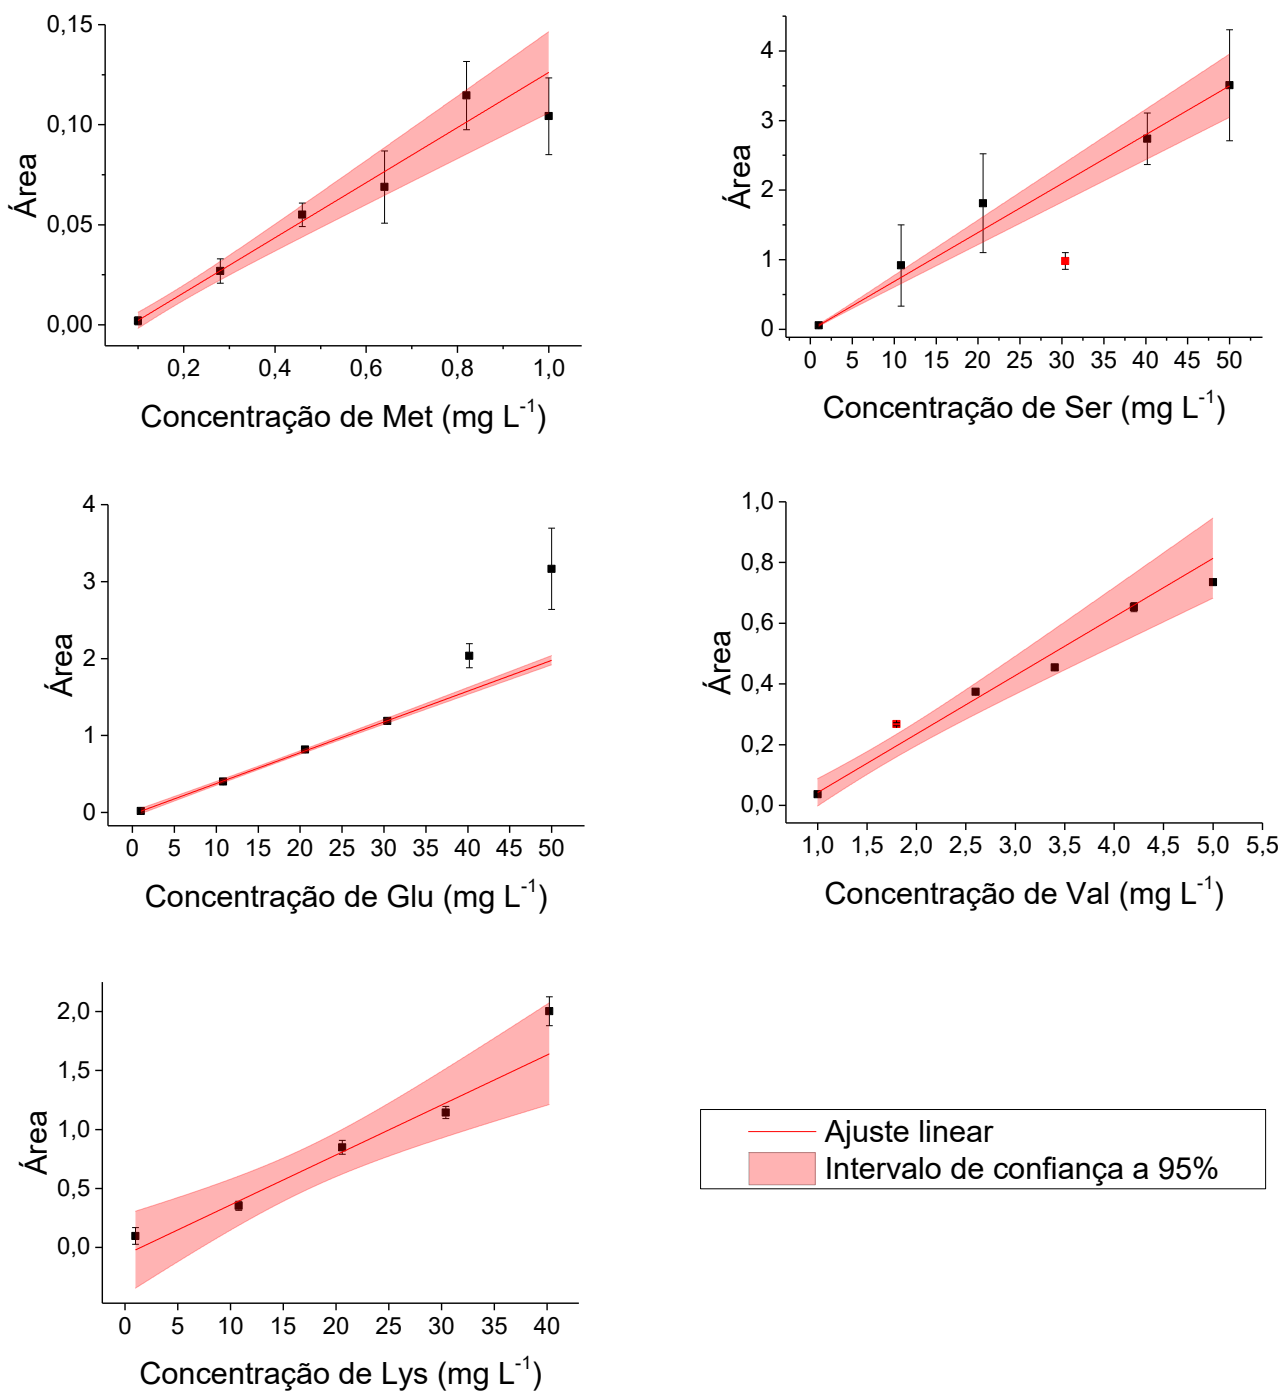 0,15
0,10
0,05
0,00
Área
0,2 0,4 0,6 0,8 1,0
Concentração de Met (mg L⁻¹)
4
3
2
1
0
Área
0 5 10 15 20 25 30 35 40 45 50
Concentração de Ser (mg L⁻¹)
4
3
2
1
0
Área
0 5 10 15 20 25 30 35 40 45 50
Concentração de Glu (mg L⁻¹)
1,0
0,8
0,6
0,4
0,2
0,0
Área
1,0 1,5 2,0 2,5 3,0 3,5 4,0 4,5 5,0 5,5
Concentração de Val (mg L⁻¹)
2,0
1,5
1,0
0,5
0,0
Área
0 5 10 15 20 25 30 35 40
Concentração de Lys (mg L⁻¹)
Ajuste linear
Intervalo de confiança a 95%